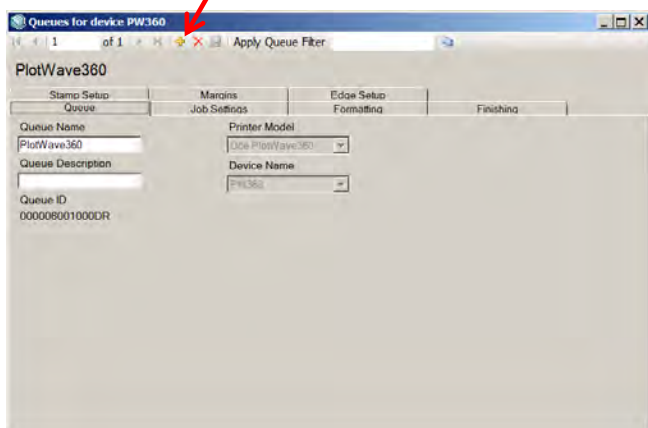 Queues for device PW360
1 of 1 Apply Queue Filter
PlotWave360
Stamp Setup Margins Edge Setup
Queue Job Settings Formatting Finishing
Queue Name Printer Model
PlotWave360 Oce PlotWave360
Queue Description Device Name
PW360
Queue ID
000006001000DR